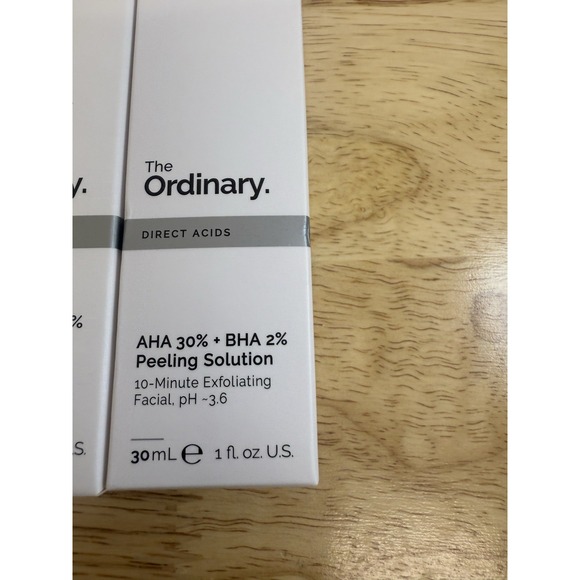 The
Ordinary.
DIRECT ACIDS
AHA 30% + BHA 2%
Peeling Solution
10-Minute Exfoliating
Facial, pH ~3.6
30mL ℮ 1 fl. oz. U.S.
y.
%
.S.